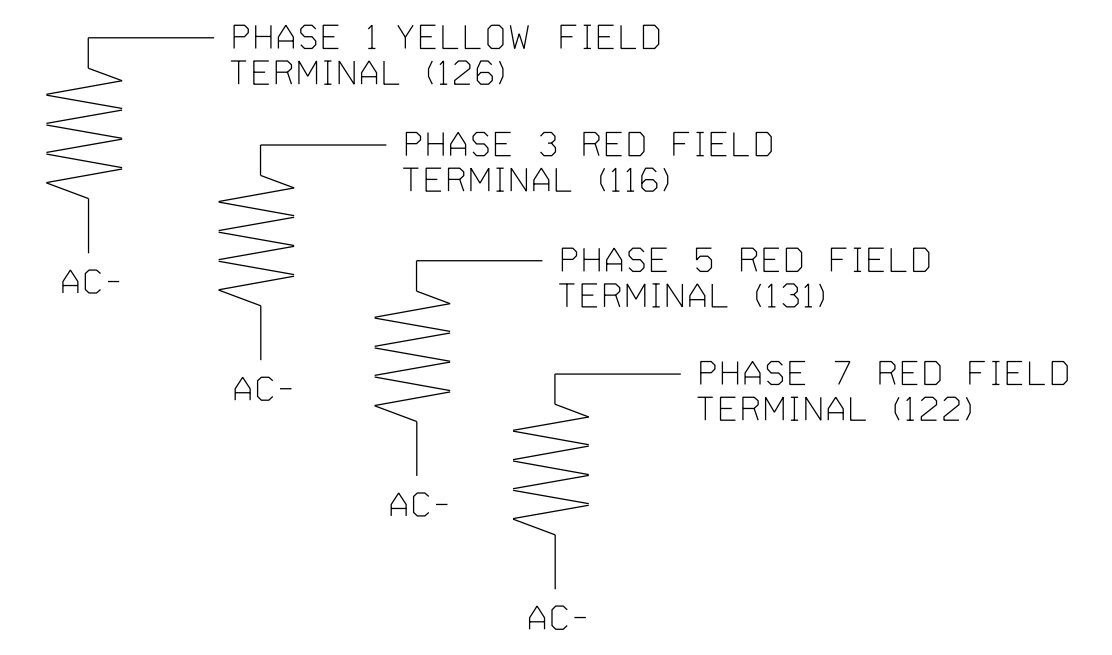 PHASE 1 YELLOW FIELD
TERMINAL (126)
AC-
PHASE 3 RED FIELD
TERMINAL (116)
AC-
PHASE 5 RED FIELD
TERMINAL (131)
AC-
PHASE 7 RED FIELD
TERMINAL (122)
AC-